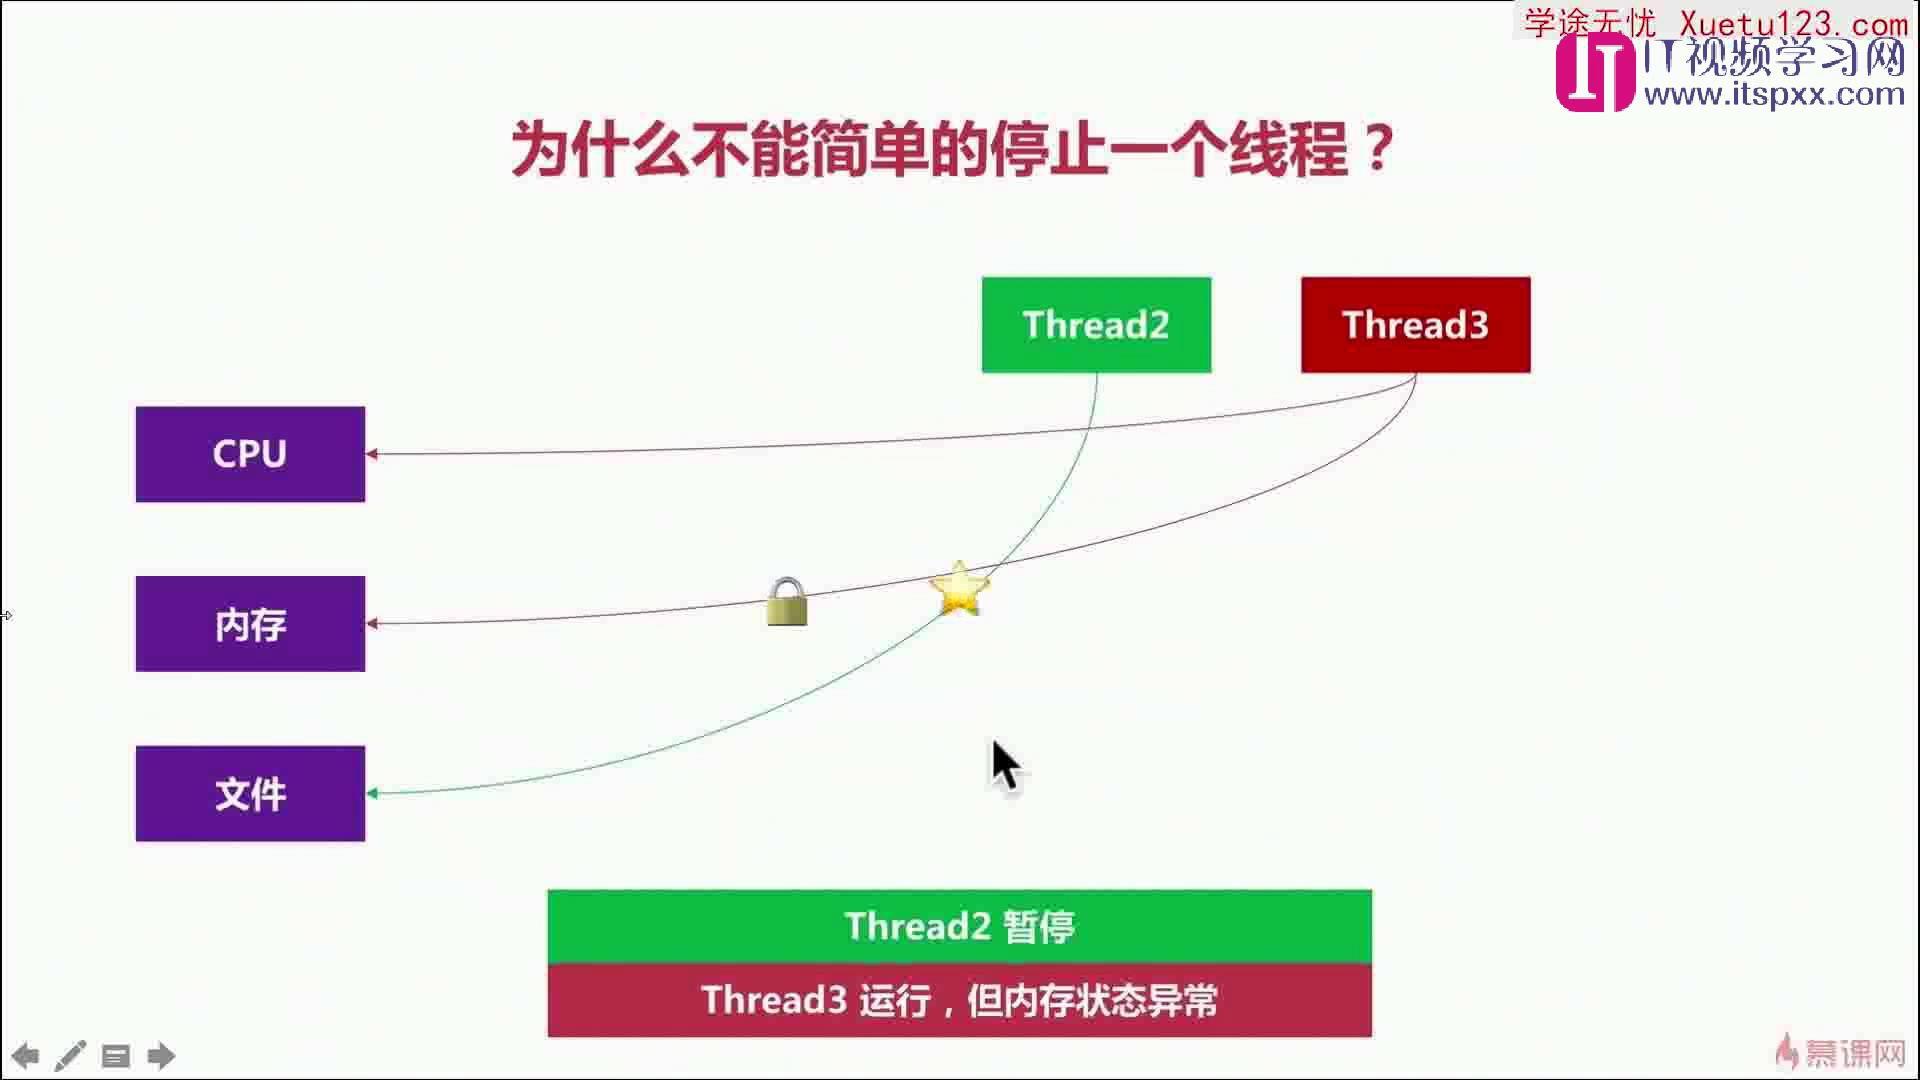 学途无忧 Xuetu123.com
IT视频学习网
www.itspxx.com
为什么不能简单的停止一个线程？
Thread2
Thread3
CPU
内存
文件
Thread2 暂停
Thread3 运行，但内存状态异常
慕课网